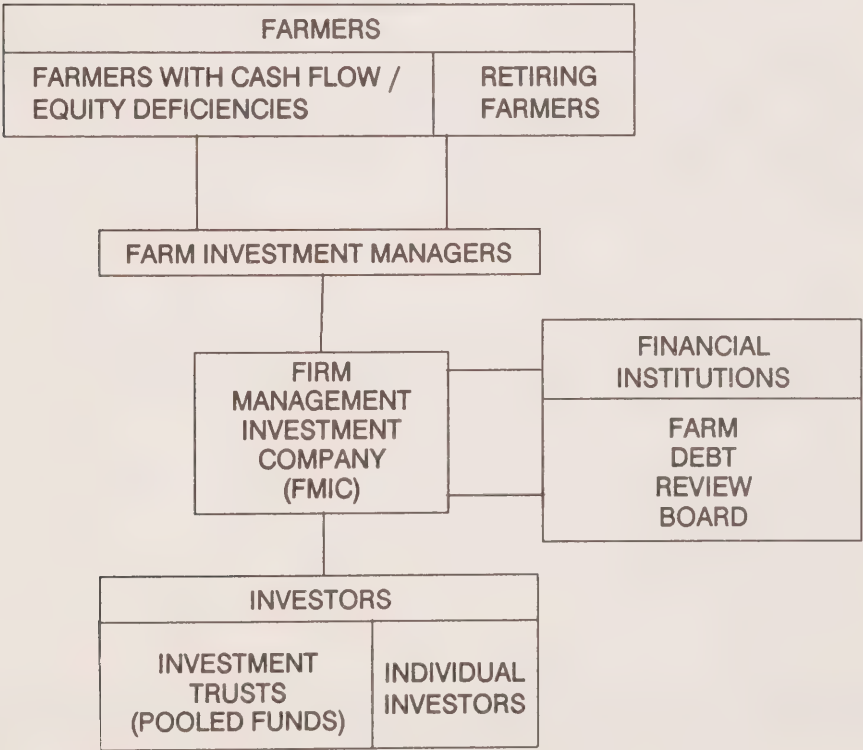 FARMERS
FARMERS WITH CASH FLOW /
EQUITY DEFICIENCIES
RETIRING
FARMERS
FARM INVESTMENT MANAGERS
FIRM
MANAGEMENT
INVESTMENT
COMPANY
(FMIC)
FINANCIAL
INSTITUTIONS
FARM
DEBT
REVIEW
BOARD
INVESTORS
INVESTMENT
TRUSTS
(POOLED FUNDS)
INDIVIDUAL
INVESTORS